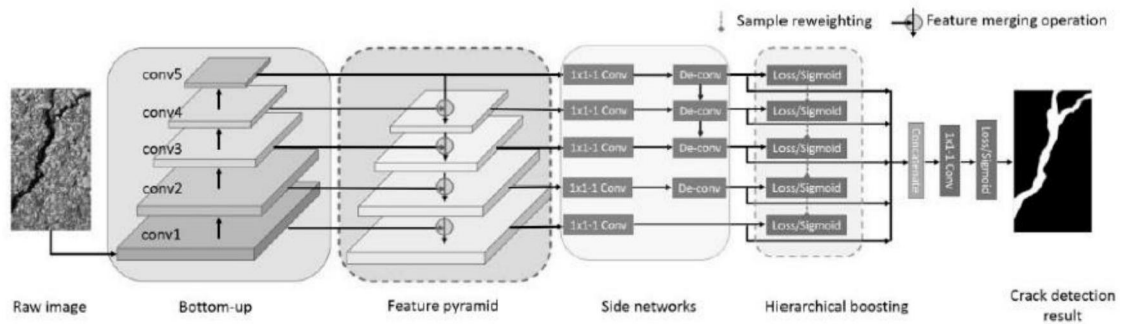 Sample reweighting
Feature merging operation
conv5
conv4
conv3
conv2
conv1
1x1-1 Conv
De-conv
Loss/Sigmoid
1x1-1 Conv
De-conv
Loss/Sigmoid
1x1-1 Conv
De-conv
Loss/Sigmoid
1x1-1 Conv
De-conv
Loss/Sigmoid
1x1-1 Conv
Loss/Sigmoid
Concatenate
1x1-1 Conv
Loss/Sigmoid
Raw image
Bottom-up
Feature pyramid
Side networks
Hierarchical boosting
Crack detection
result